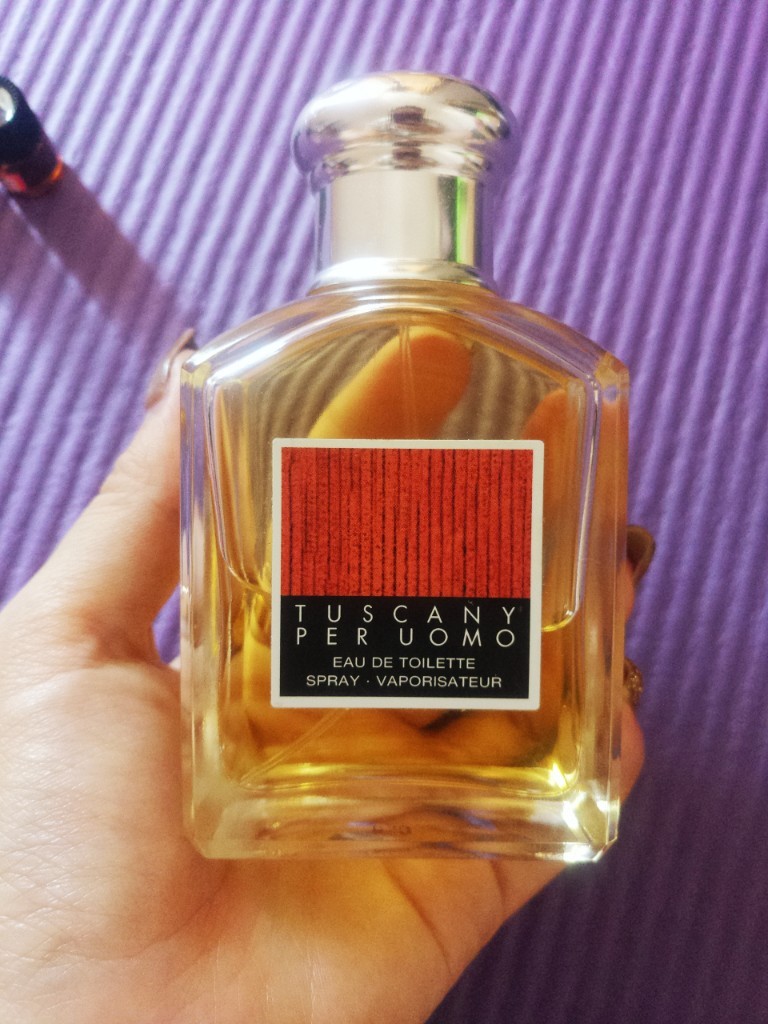 TUSCANY
PER UOMO
EAU DE TOILETTE
SPRAY · VAPORISATEUR